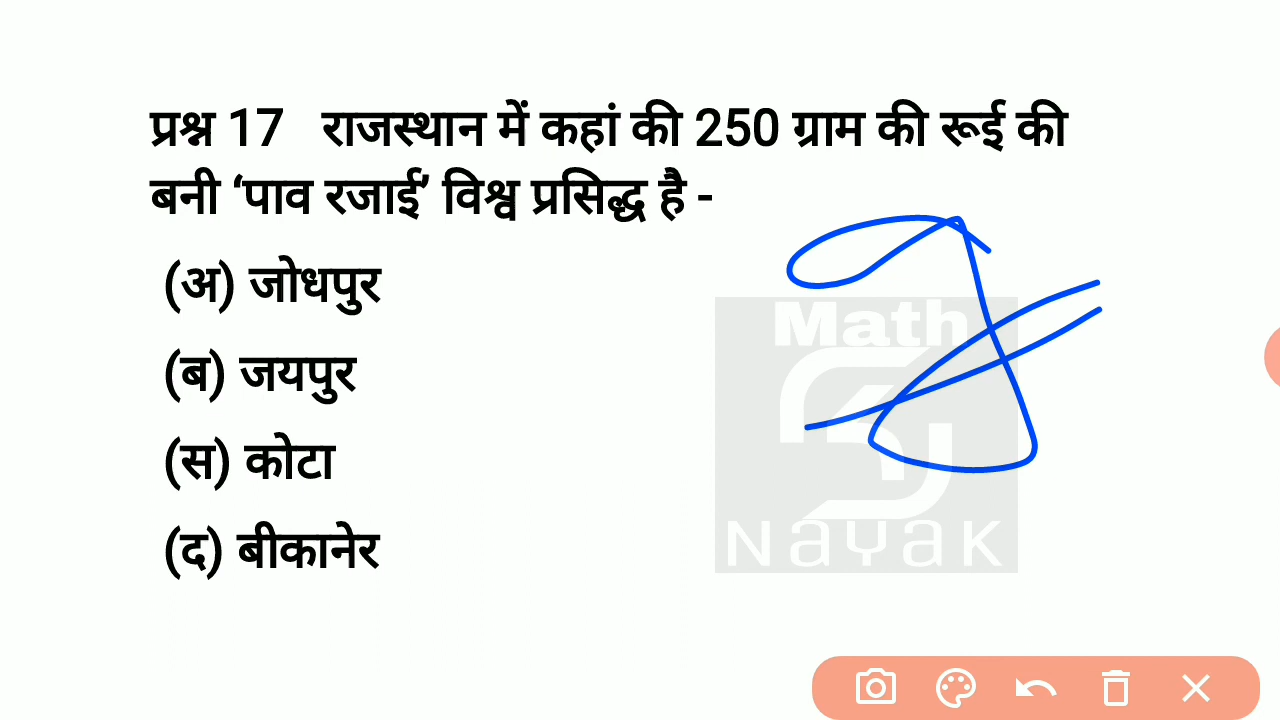 प्रश्न 17 राजस्थान में कहां की 250 ग्राम की रूई की
बनी ‘पाव रजाई’ विश्व प्रसिद्ध है -
(अ) जोधपुर
(ब) जयपुर
(स) कोटा
(द) बीकानेर
Math
NAYAK